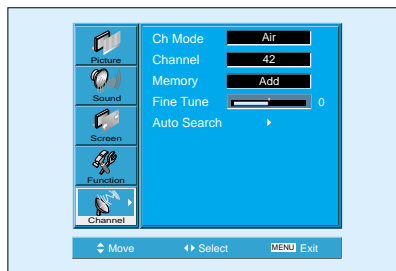 Picture
Sound
Screen
Function
Channel
Ch Mode Air
Channel 42
Memory Add
Fine Tune 0
Auto Search
Move Select MENU Exit